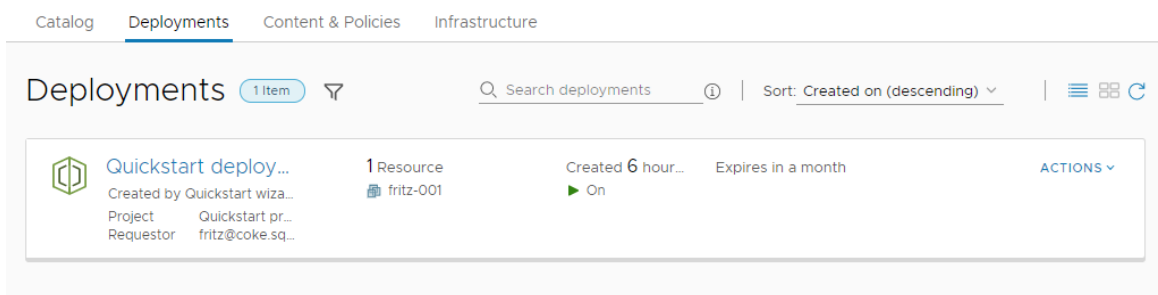 Catalog Deployments Content & Policies Infrastructure
Deployments 1 Item Search deployments Sort: Created on (descending)
Quickstart deploy... 1 Resource Created 6 hour... Expires in a month ACTIONS
Created by Quickstart wiza... fritz-001 On
Project Quickstart pr...
Requestor fritz@coke.sq...